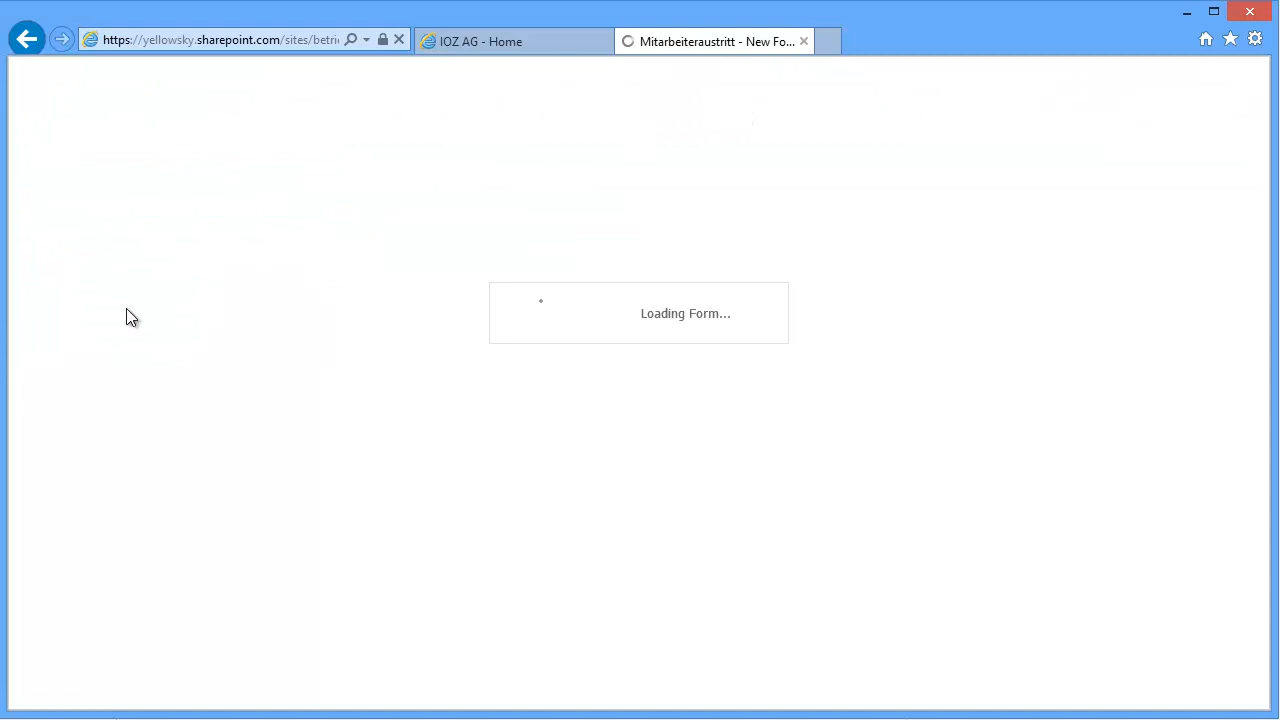 https://yellowsky.sharepoint.com/sites/betri
IOZ AG - Home
Mitarbeiteraustritt - New Fo...
Loading Form...